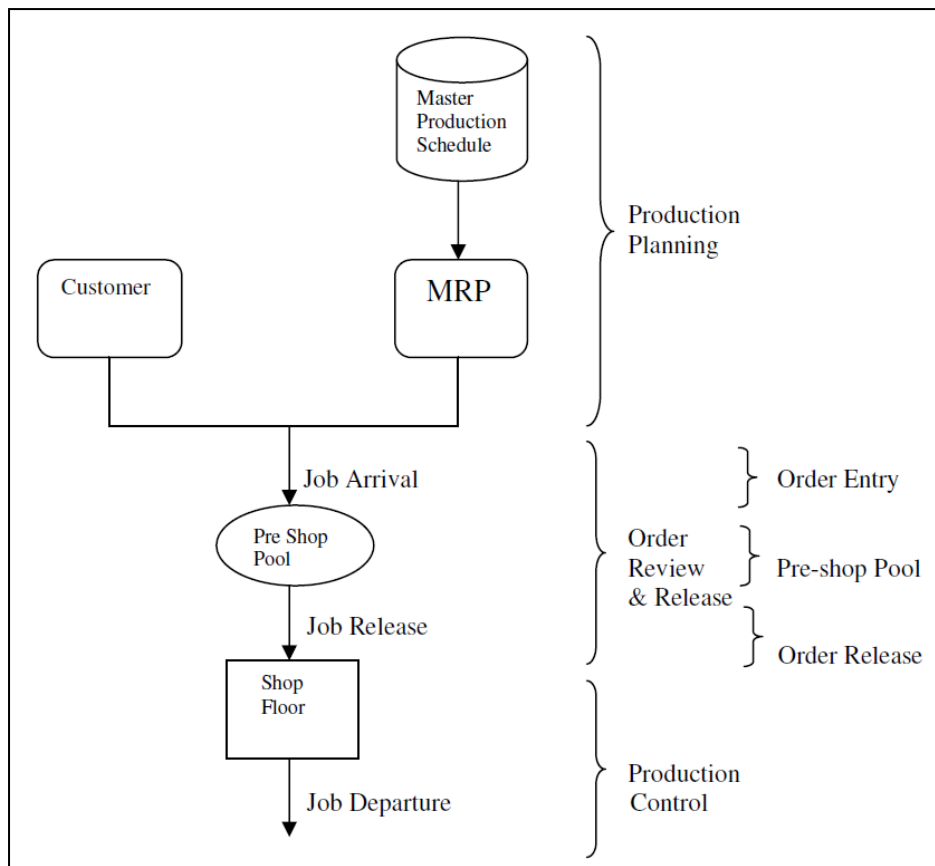 Master
Production
Schedule
Production
Planning
Customer
MRP
Job Arrival
Order Entry
Pre Shop
Pool
Order
Review
& Release
Pre-shop Pool
Job Release
Order Release
Shop
Floor
Production
Control
Job Departure